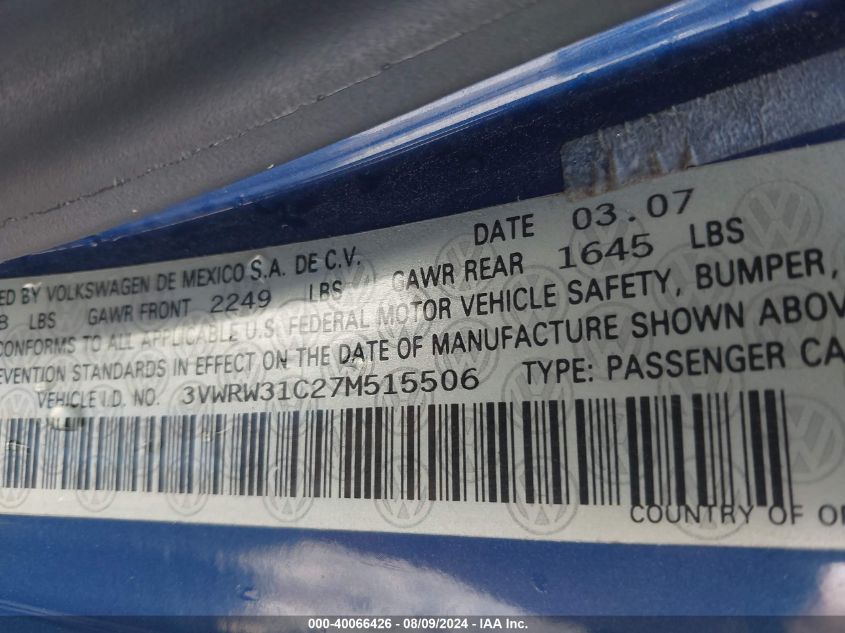 DATE 03.07
ED BY VOLKSWAGEN DE MEXICO S.A. DE C.V.
LBS GAWR FRONT 2249 LBS GAWR REAR 1645 LBS
CONFORMS TO ALL APPLICABLE U.S. FEDERAL MOTOR VEHICLE SAFETY, BUMPER,
EVENTION STANDARDS IN EFFECT ON THE DATE OF MANUFACTURE SHOWN ABOV
VEHICLE I.D. NO. 3VWRW31C27M515506 TYPE: PASSENGER CA
COUNTRY OF O
000-40066426 - 08/09/2024 - IAA Inc.